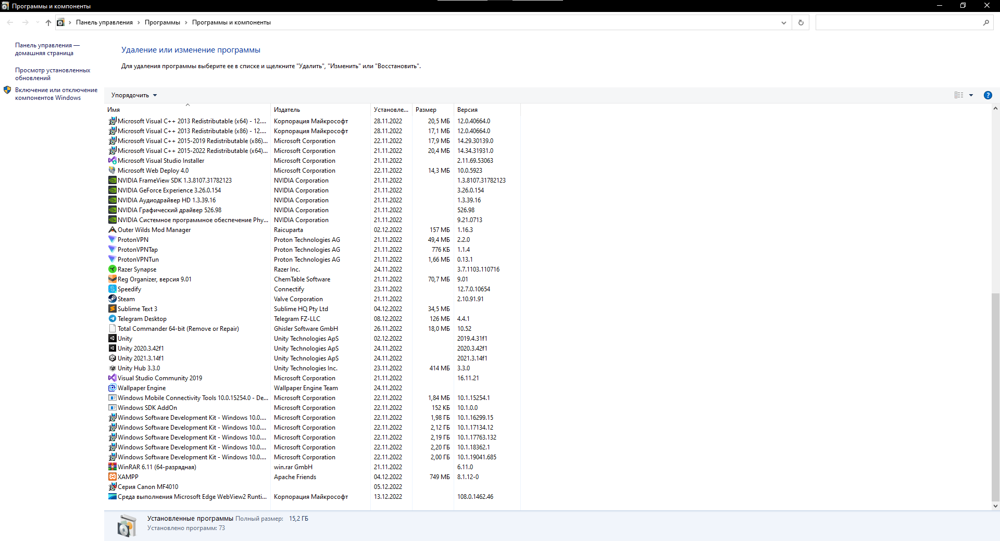 Программы и компоненты
Панель управления › Программы › Программы и компоненты
Панель управления —
домашняя страница
Просмотр установленных
обновлений
Включение или отключение
компонентов Windows
Удаление или изменение программы
Для удаления программы выберите ее в списке и щелкните "Удалить", "Изменить" или "Восстановить".
Упорядочить
Имя Издатель Установле... Размер Версия
Microsoft Visual C++ 2013 Redistributable (x64) - 12.... Корпорация Майкрософт 28.11.2022 20,5 МБ 12.0.40664.0
Microsoft Visual C++ 2013 Redistributable (x86) - 12.... Корпорация Майкрософт 28.11.2022 17,1 МБ 12.0.40664.0
Microsoft Visual C++ 2015-2019 Redistributable (x86)... Microsoft Corporation 22.11.2022 17,9 МБ 14.29.30139.0
Microsoft Visual C++ 2015-2022 Redistributable (x64)... Microsoft Corporation 21.11.2022 20,4 МБ 14.34.31931.0
Microsoft Visual Studio Installer Microsoft Corporation 21.11.2022 2.11.69.53063
Microsoft Web Deploy 4.0 Microsoft Corporation 22.11.2022 14,3 МБ 10.0.5923
NVIDIA FrameView SDK 1.3.8107.31782123 NVIDIA Corporation 21.11.2022 1.3.8107.31782123
NVIDIA GeForce Experience 3.26.0.154 NVIDIA Corporation 21.11.2022 3.26.0.154
NVIDIA Аудиодрайвер HD 1.3.39.16 NVIDIA Corporation 21.11.2022 1.3.39.16
NVIDIA Графический драйвер 526.98 NVIDIA Corporation 21.11.2022 526.98
NVIDIA Системное программное обеспечение Phy... NVIDIA Corporation 21.11.2022 9.21.0713
Outer Wilds Mod Manager Raicuparta 02.12.2022 157 МБ 1.16.3
ProtonVPN Proton Technologies AG 21.11.2022 49,4 МБ 2.2.0
ProtonVPNTap Proton Technologies AG 21.11.2022 776 КБ 1.1.4
ProtonVPNTun Proton Technologies AG 21.11.2022 1,66 МБ 0.13.1
Razer Synapse Razer Inc. 24.11.2022 3.7.1103.110716
Reg Organizer, версия 9.01 ChemTable Software 21.11.2022 70,7 МБ 9.01
Speedify Connectify 23.11.2022 12.7.0.10654
Steam Valve Corporation 21.11.2022 2.10.91.91
Sublime Text 3 Sublime HQ Pty Ltd 04.12.2022 34,5 МБ
Telegram Desktop Telegram FZ-LLC 08.12.2022 126 МБ 4.4.1
Total Commander 64-bit (Remove or Repair) Ghisler Software GmbH 26.11.2022 18,0 МБ 10.52
Unity Unity Technologies ApS 02.12.2022 2019.4.31f1
Unity 2020.3.42f1 Unity Technologies ApS 24.11.2022 2020.3.42f1
Unity 2021.3.14f1 Unity Technologies ApS 24.11.2022 2021.3.14f1
Unity Hub 3.3.0 Unity Technologies Inc. 23.11.2022 414 МБ 3.3.0
Visual Studio Community 2019 Microsoft Corporation 21.11.2022 16.11.21
Wallpaper Engine Wallpaper Engine Team 24.11.2022
Windows Mobile Connectivity Tools 10.0.15254.0 - De... Microsoft Corporation 22.11.2022 1,84 МБ 10.1.15254.1
Windows SDK AddOn Microsoft Corporation 22.11.2022 152 КБ 10.1.0.0
Windows Software Development Kit - Windows 10.0.... Microsoft Corporation 22.11.2022 1,98 ГБ 10.1.16299.15
Windows Software Development Kit - Windows 10.0.... Microsoft Corporation 22.11.2022 2,12 ГБ 10.1.17134.12
Windows Software Development Kit - Windows 10.0.... Microsoft Corporation 22.11.2022 2,19 ГБ 10.1.17763.132
Windows Software Development Kit - Windows 10.0.... Microsoft Corporation 22.11.2022 2,20 ГБ 10.1.18362.1
Windows Software Development Kit - Windows 10.0.... Microsoft Corporation 22.11.2022 2,00 ГБ 10.1.19041.685
WinRAR 6.11 (64-разрядная) win.rar GmbH 21.11.2022 6.11.0
XAMPP Apache Friends 04.12.2022 749 МБ 8.1.12-0
Серия Canon MF4010 05.12.2022
Среда выполнения Microsoft Edge WebView2 Runti... Корпорация Майкрософт 13.12.2022 108.0.1462.46
Установленные программы Полный размер: 15,2 ГБ
Установлено программ: 73